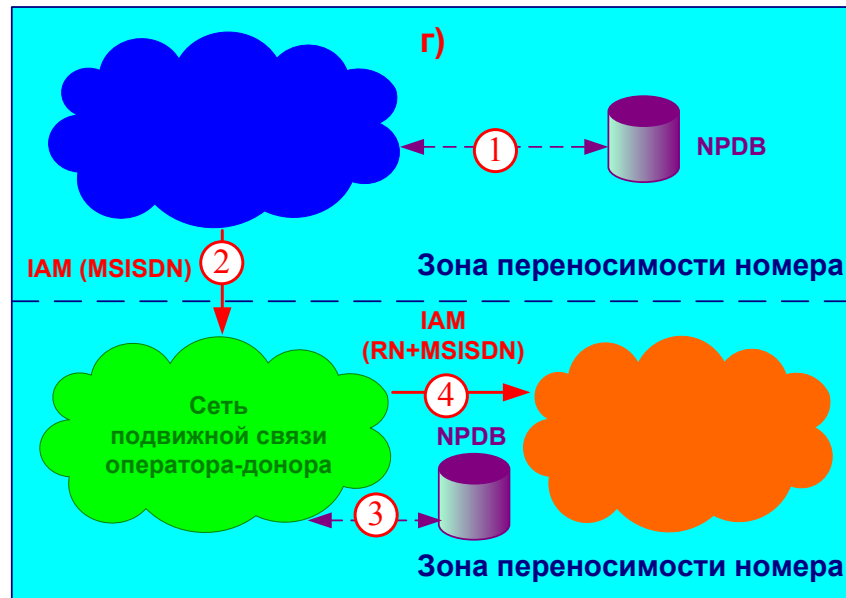 г)
1
NPDB
2
IAM (MSISDN)
Зона переносимости номера
IAM
(RN+MSISDN)
4
Сеть
подвижной связи
оператора-донора
NPDB
3
Зона переносимости номера